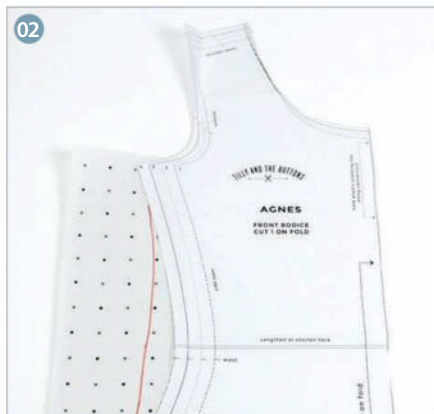 02
TILLY AND THE BUTTONS
AGNES
FRONT BODICE
CUT 1 ON FOLD
Lengthen or shorten here
WAIST
on fold